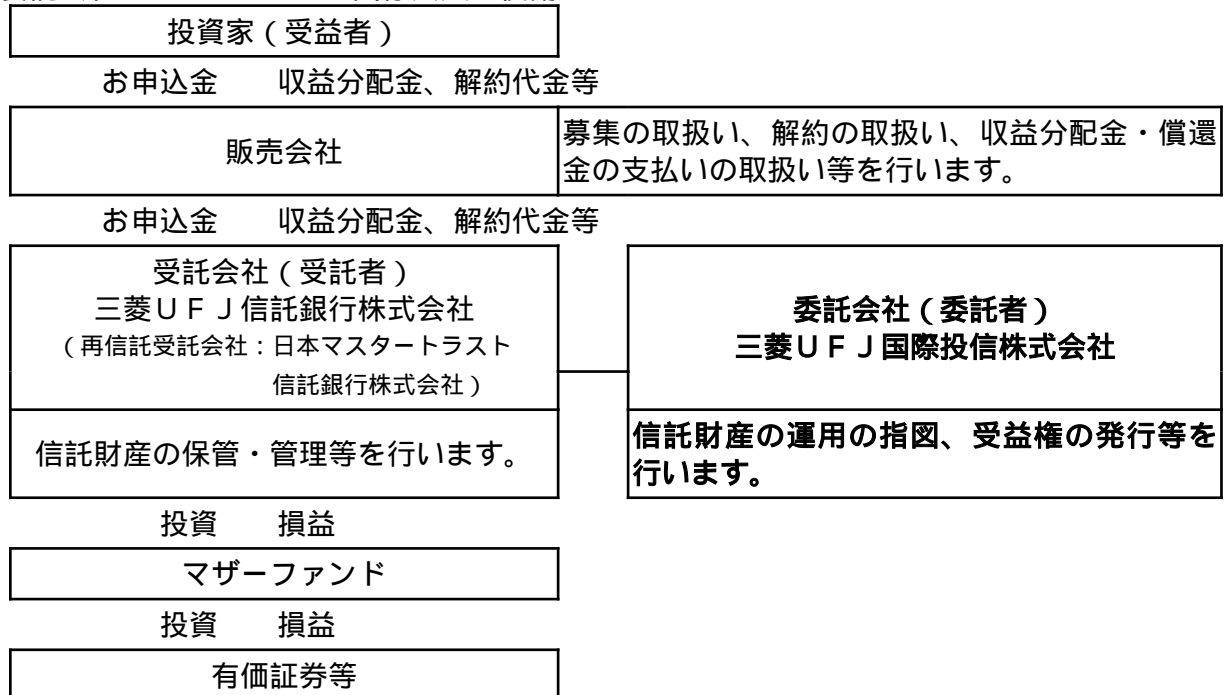 投資家（受益者）
お申込金　　収益分配金、解約代金等
販売会社
募集の取扱い、解約の取扱い、収益分配金・償還
金の支払いの取扱い等を行います。
お申込金　　収益分配金、解約代金等
受託会社（受託者）
三菱ＵＦＪ信託銀行株式会社
（再信託受託会社：日本マスタートラスト
信託銀行株式会社）
委託会社（委託者）
三菱ＵＦＪ国際投信株式会社
信託財産の保管・管理等を行います。
信託財産の運用の指図、受益権の発行等を
行います。
投資　　損益
マザーファンド
投資　　損益
有価証券等